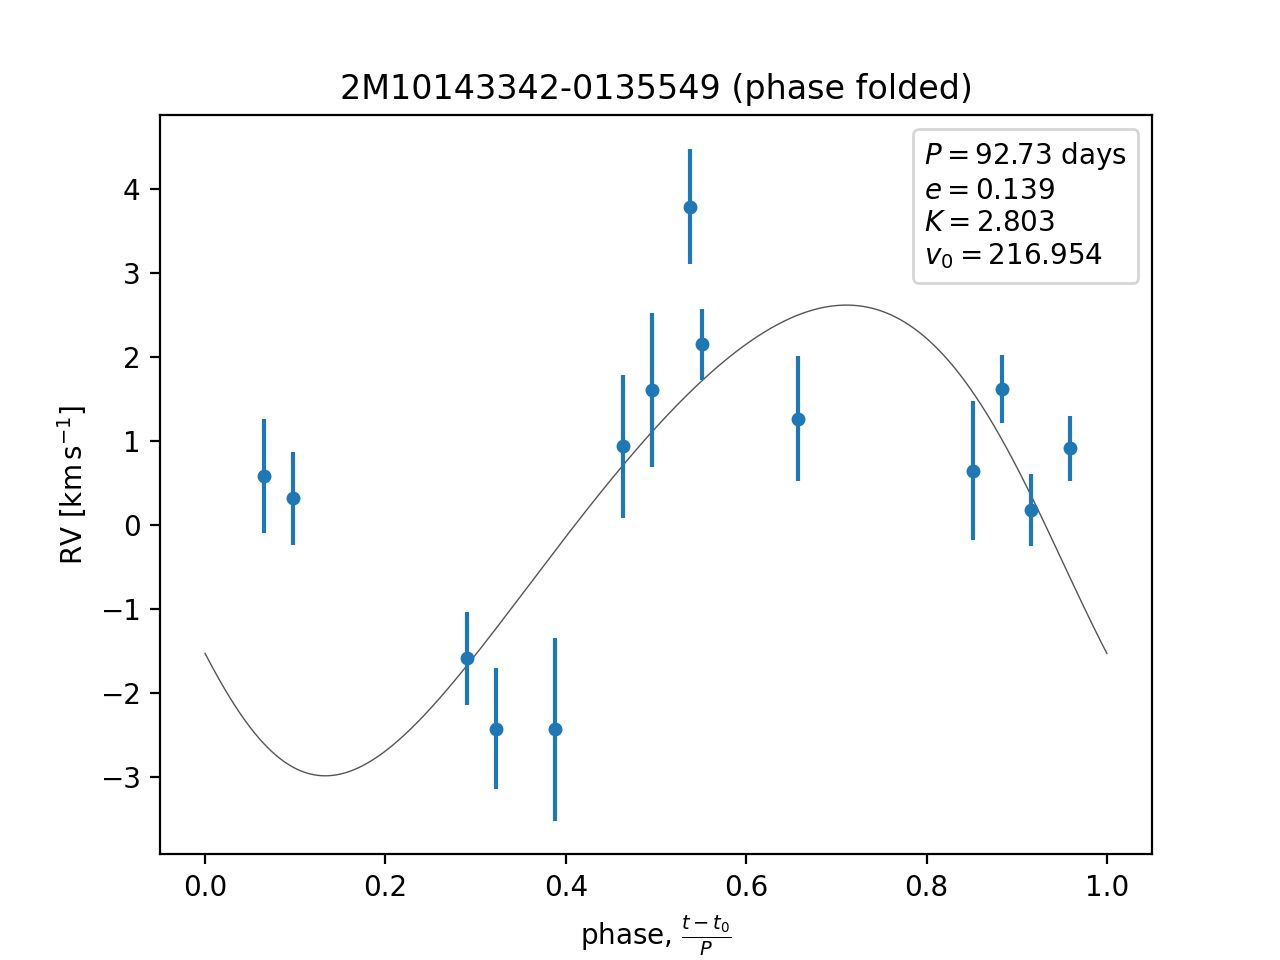 2M10143342-0135549 (phase folded)
P = 92.73 days
e = 0.139
K = 2.803
v₀ = 216.954
RV [km s⁻¹]
4
3
2
1
0
−1
−2
−3
0.0 0.2 0.4 0.6 0.8 1.0
phase, (t − t₀)/P